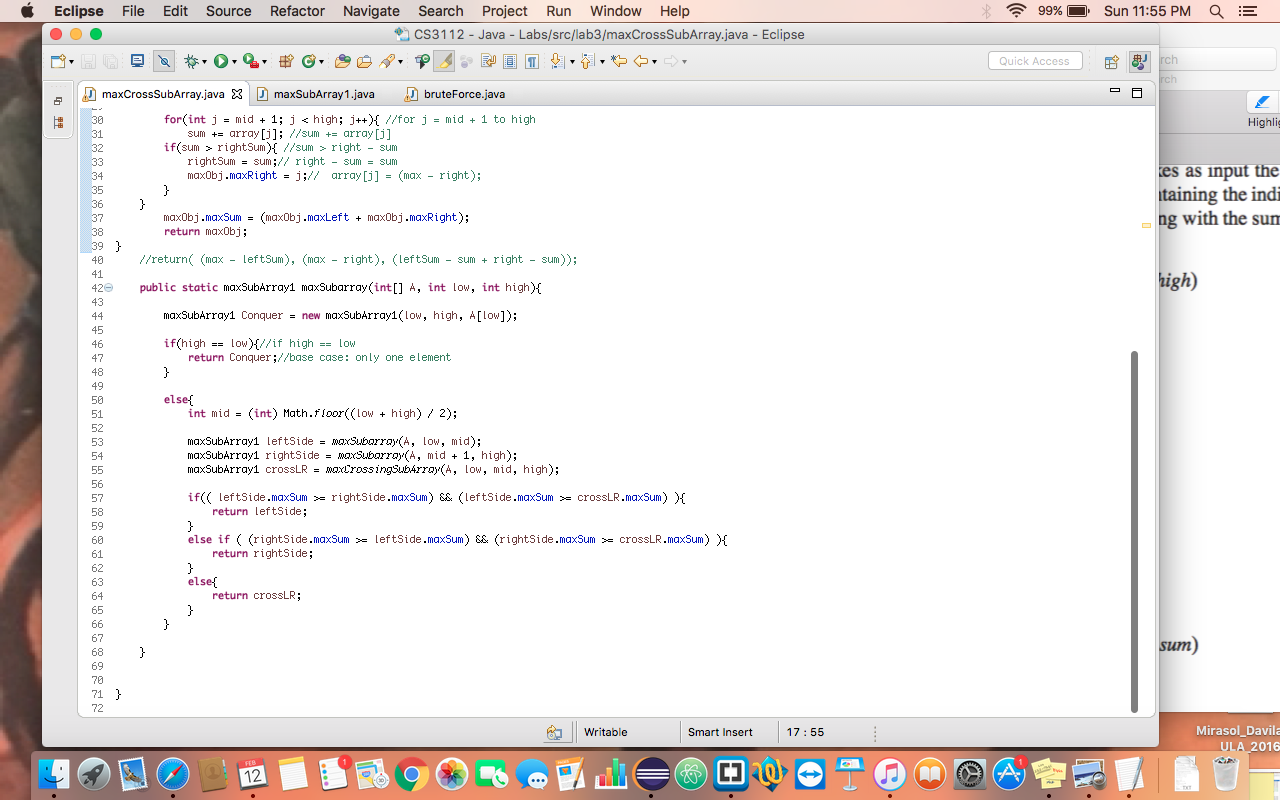 Eclipse File Edit Source Refactor Navigate Search Project Run Window Help 99% Sun 11:55 PM
CS3112 - Java - Labs/src/lab3/maxCrossSubArray.java - Eclipse
Quick Access
rch
rch
maxCrossSubArray.java maxSubArray1.java bruteForce.java
Highlig
30 for(int j = mid + 1; j < high; j++){ //for j = mid + 1 to high
31 sum += array[j]; //sum += array[j]
32 if(sum > rightSum){ //sum > right - sum
33 rightSum = sum;// right - sum = sum
34 maxObj.maxRight = j;// array[j] = (max - right);
35 }
36 }
37 maxObj.maxSum = (maxObj.maxLeft + maxObj.maxRight);
38 return maxObj;
39 }
40 //return( (max - leftSum), (max - right), (leftSum - sum + right - sum));
41
42 public static maxSubArray1 maxSubarray(int[] A, int low, int high){
43
44 maxSubArray1 Conquer = new maxSubArray1(low, high, A[low]);
45
46 if(high == low){//if high == low
47 return Conquer;//base case: only one element
48 }
49
50 else{
51 int mid = (int) Math.floor((low + high) / 2);
52
53 maxSubArray1 leftSide = maxSubarray(A, low, mid);
54 maxSubArray1 rightSide = maxSubarray(A, mid + 1, high);
55 maxSubArray1 crossLR = maxCrossingSubArray(A, low, mid, high);
56
57 if(( leftSide.maxSum >= rightSide.maxSum) && (leftSide.maxSum >= crossLR.maxSum) ){
58 return leftSide;
59 }
60 else if ( (rightSide.maxSum >= leftSide.maxSum) && (rightSide.maxSum >= crossLR.maxSum) ){
61 return rightSide;
62 }
63 else{
64 return crossLR;
65 }
66 }
67
68 }
69
70
71 }
72
kes as input the
taining the indi
ng with the sum
high)
sum)
Writable Smart Insert 17 : 55
Mirasol_Davila
ULA_2016
FEB
12
1
1
TXT